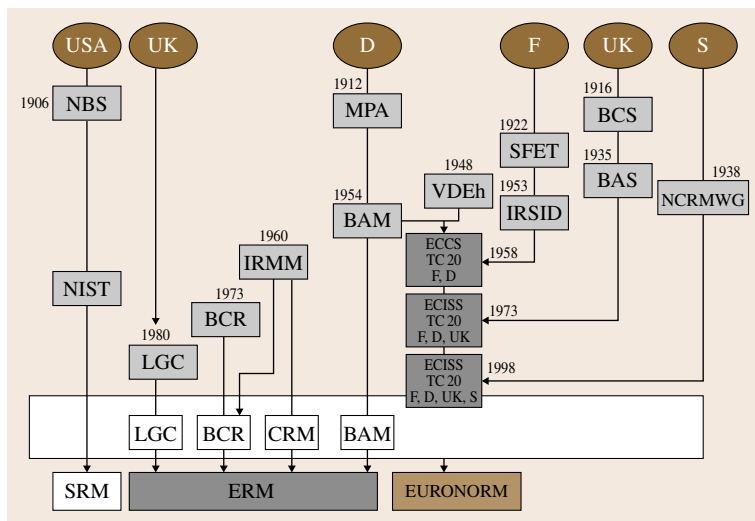 USA
UK
D
F
UK
S
1906
NBS
1912
MPA
1916
BCS
1922
SFET
1935
BAS
1938
NCRMWG
1948
VDEh
1953
IRSID
1954
BAM
ECCS
TC 20
F, D
1958
1960
IRMM
NIST
1973
BCR
ECISS
TC 20
F, D, UK
1973
1980
LGC
ECISS
TC 20
F, D, UK, S
1998
LGC
BCR
CRM
BAM
SRM
ERM
EURONORM